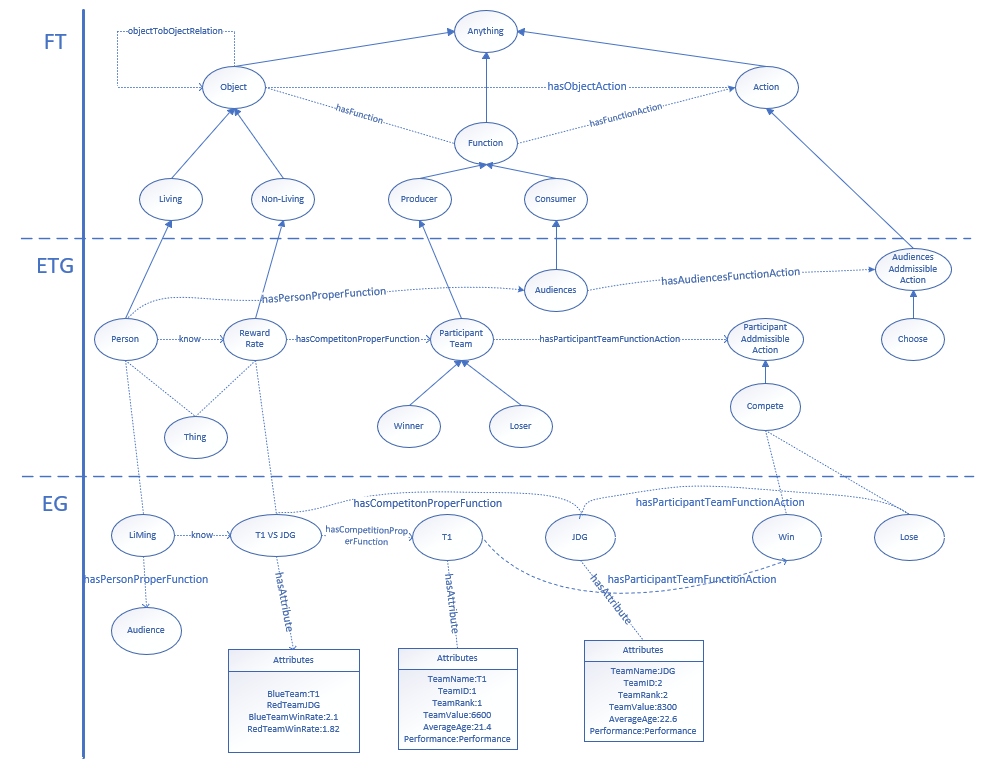 FT
objectTobOjectRelation
Anything
Object
hasObjectAction
Action
hasFunction
hasFunctionAction
Function
Living
Non-Living
Producer
Consumer
ETG
Audiences
Addmissible
Action
hasPersonProperFunction
Audiences
hasAudiencesFunctionAction
Person
know
Reward
Rate
hasCompetitonProperFunction
Participant
Team
hasParticipantTeamFunctionAction
Participant
Addmissible
Action
Choose
Compete
Winner
Loser
Thing
EG
hasCompetitonProperFunction
hasParticipantTeamFunctionAction
LiMing
know
T1 VS JDG
hasCompetitionProp
erFunction
T1
JDG
Win
Lose
hasPersonProperFunction
hasAttribute
hasAttribute
hasAttribute
hasParticipantTeamFunctionAction
Audience
Attributes
BlueTeam:T1
RedTeamJDG
BlueTeamWinRate:2.1
RedTeamWinRate:1.82
Attributes
TeamName:T1
TeamID:1
TeamRank:1
TeamValue:6600
AverageAge:21.4
Performance:Performance
Attributes
TeamName:JDG
TeamID:2
TeamRank:2
TeamValue:8300
AverageAge:22.6
Performance:Performance